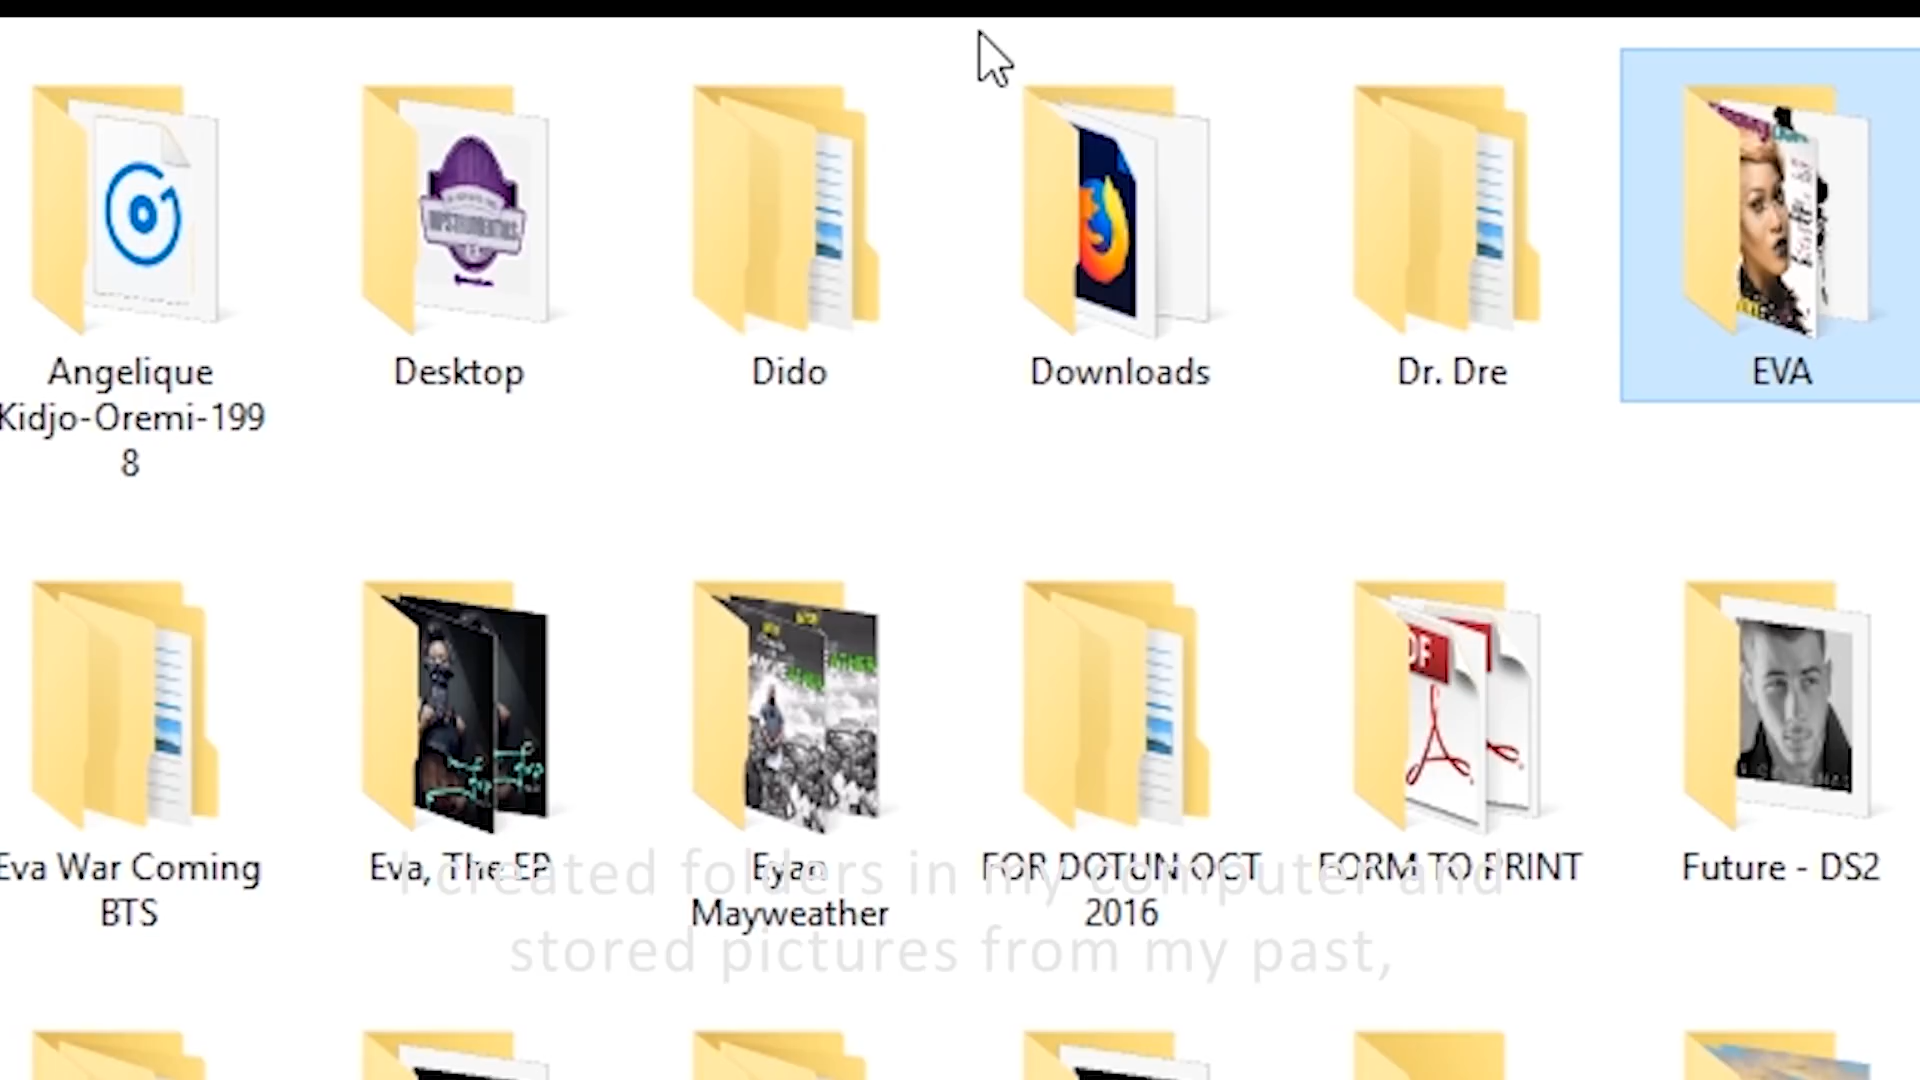 Angelique
Kidjo-Oremi-199
8
Desktop
Dido
Downloads
Dr. Dre
EVA
Eva War Coming
BTS
Eva, The EP
Eyan
Mayweather
FOR DOTUN OCT
2016
FORM TO PRINT
Future - DS2
I created folders in my computer and
stored pictures from my past,